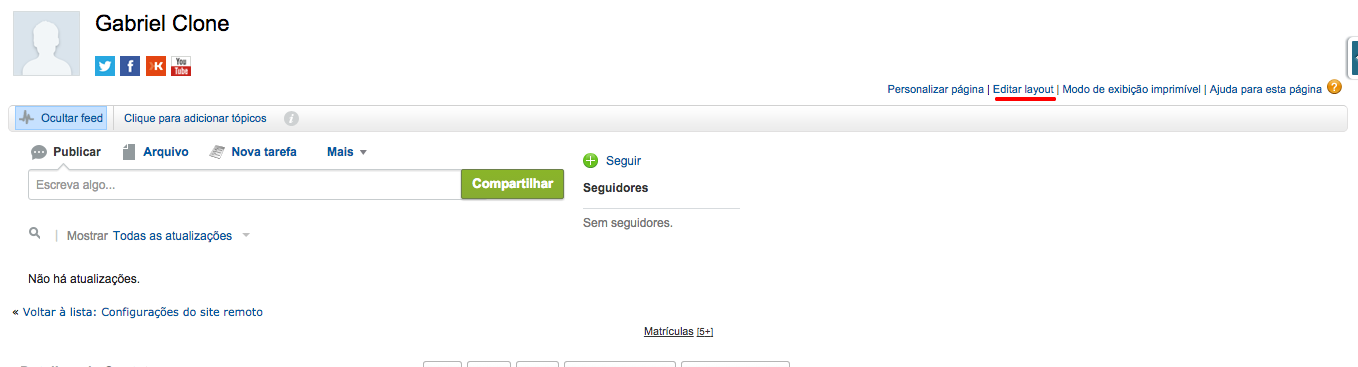 Gabriel Clone
You Tube
Personalizar página | Editar layout | Modo de exibição imprimível | Ajuda para esta página ?
Ocultar feed Clique para adicionar tópicos i
Publicar Arquivo Nova tarefa Mais
Seguir
Escreva algo... Compartilhar
Seguidores
Sem seguidores.
Mostrar Todas as atualizações
Não há atualizações.
« Voltar à lista: Configurações do site remoto
Matrículas [5+]